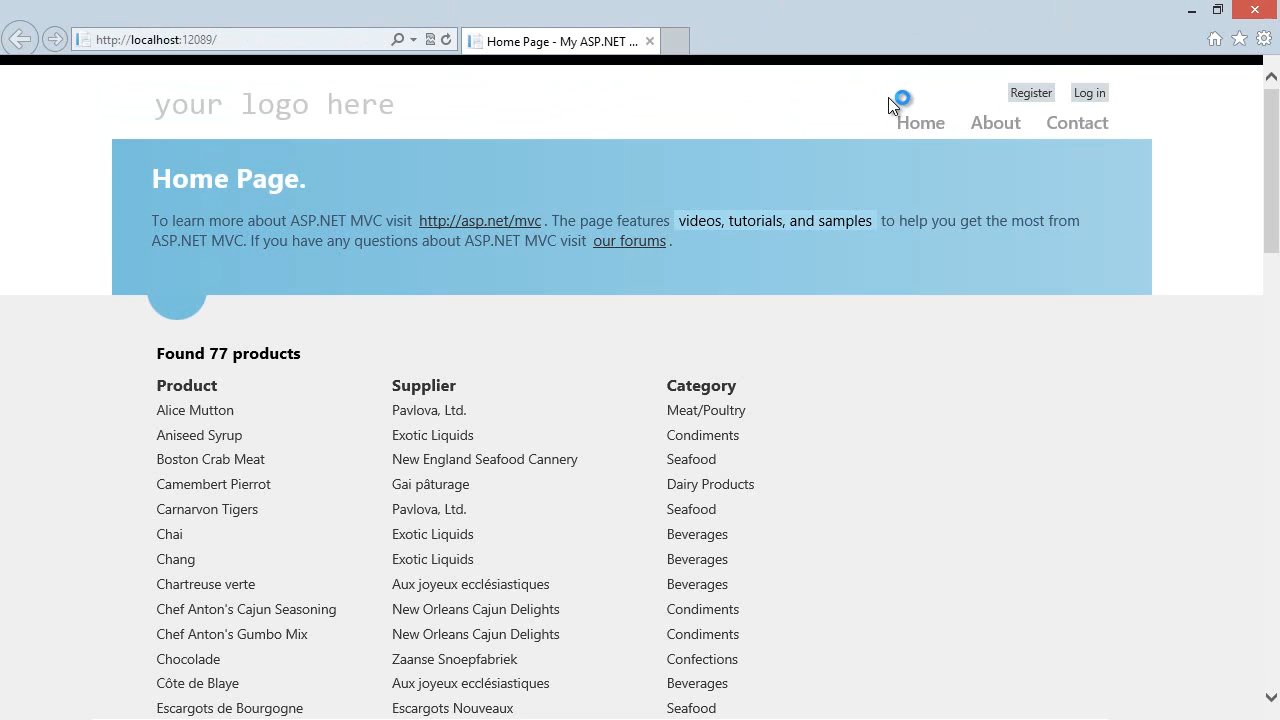 http://localhost:12089/
Home Page - My ASP.NET ...
your logo here
Register Log in
Home About Contact
Home Page.
To learn more about ASP.NET MVC visit http://asp.net/mvc . The page features videos, tutorials, and samples to help you get the most from
ASP.NET MVC. If you have any questions about ASP.NET MVC visit our forums .
Found 77 products
Product Supplier Category
Alice Mutton Pavlova, Ltd. Meat/Poultry
Aniseed Syrup Exotic Liquids Condiments
Boston Crab Meat New England Seafood Cannery Seafood
Camembert Pierrot Gai pâturage Dairy Products
Carnarvon Tigers Pavlova, Ltd. Seafood
Chai Exotic Liquids Beverages
Chang Exotic Liquids Beverages
Chartreuse verte Aux joyeux ecclésiastiques Beverages
Chef Anton's Cajun Seasoning New Orleans Cajun Delights Condiments
Chef Anton's Gumbo Mix New Orleans Cajun Delights Condiments
Chocolade Zaanse Snoepfabriek Confections
Côte de Blaye Aux joyeux ecclésiastiques Beverages
Escargots de Bourgogne Escargots Nouveaux Seafood